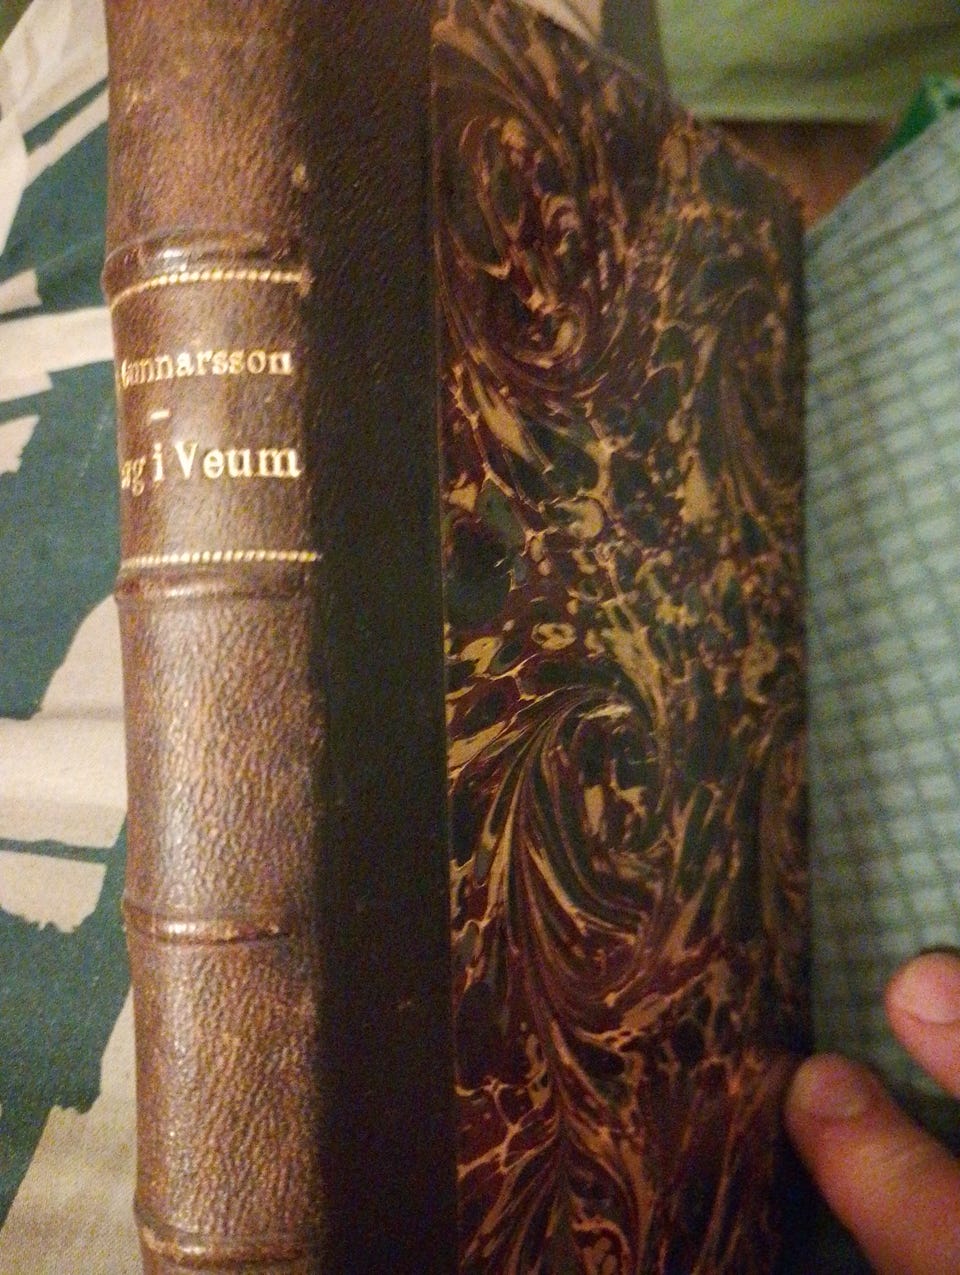 Gunnarsson
–
i Veum